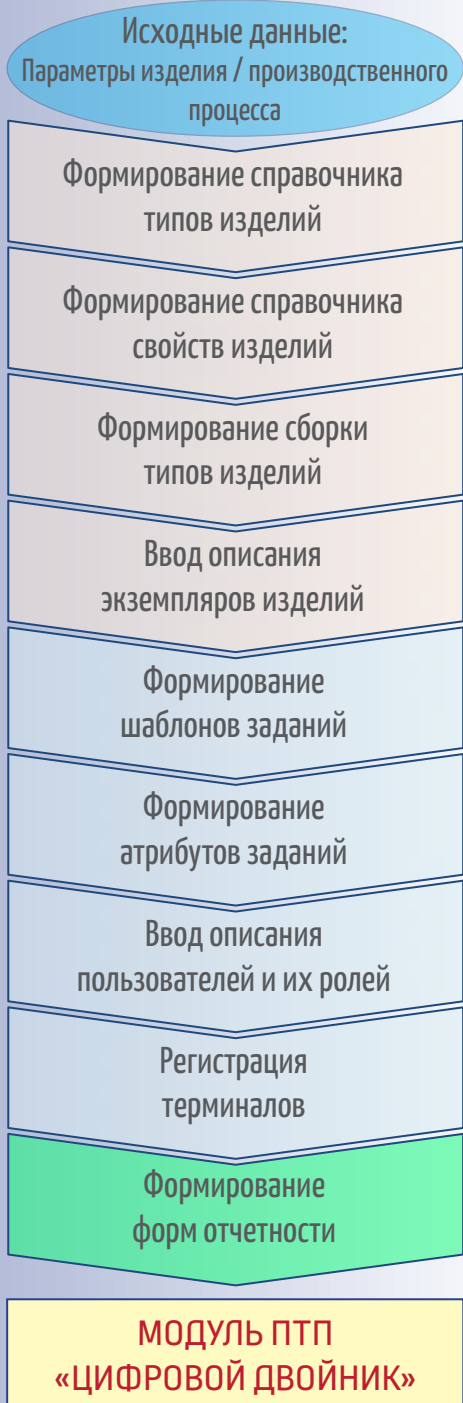 Исходные данные:
Параметры изделия / производственного
процесса
Формирование справочника
типов изделий
Формирование справочника
свойств изделий
Формирование сборки
типов изделий
Ввод описания
экземпляров изделий
Формирование
шаблонов заданий
Формирование
атрибутов заданий
Ввод описания
пользователей и их ролей
Регистрация
терминалов
Формирование
форм отчетности
МОДУЛЬ ПТП
«ЦИФРОВОЙ ДВОЙНИК»